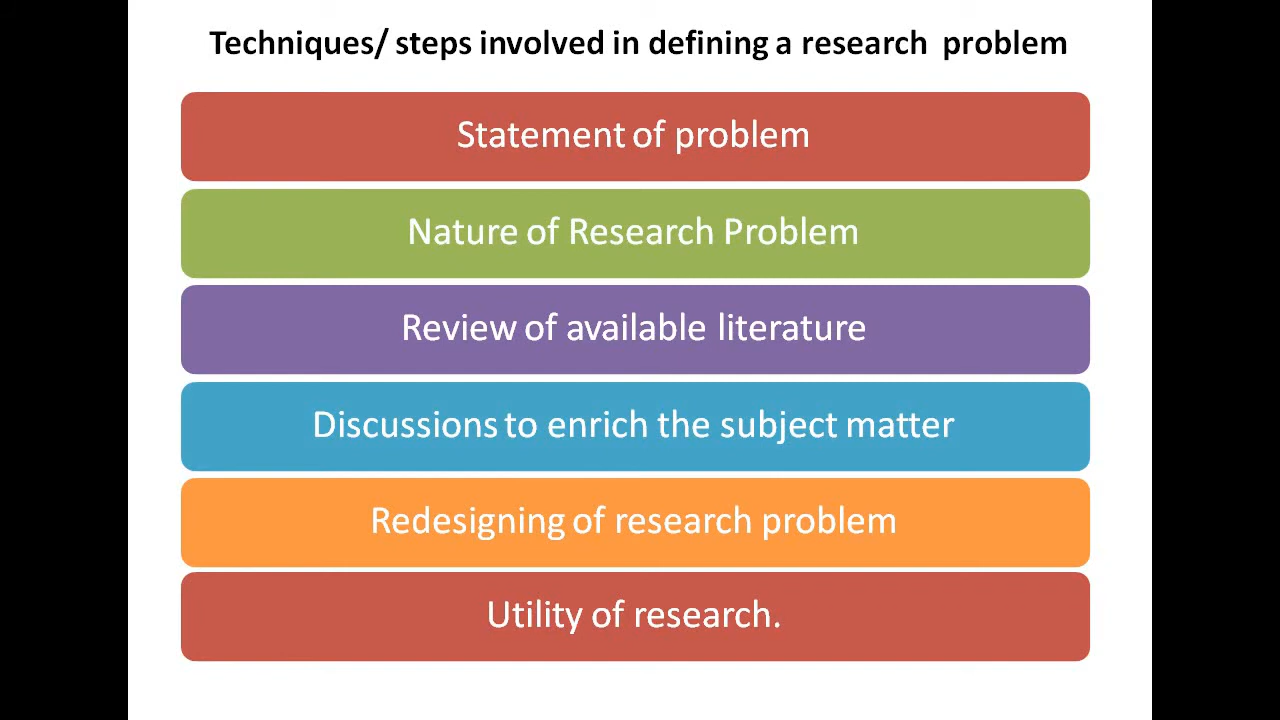 Techniques/ steps involved in defining a research problem
Statement of problem
Nature of Research Problem
Review of available literature
Discussions to enrich the subject matter
Redesigning of research problem
Utility of research.